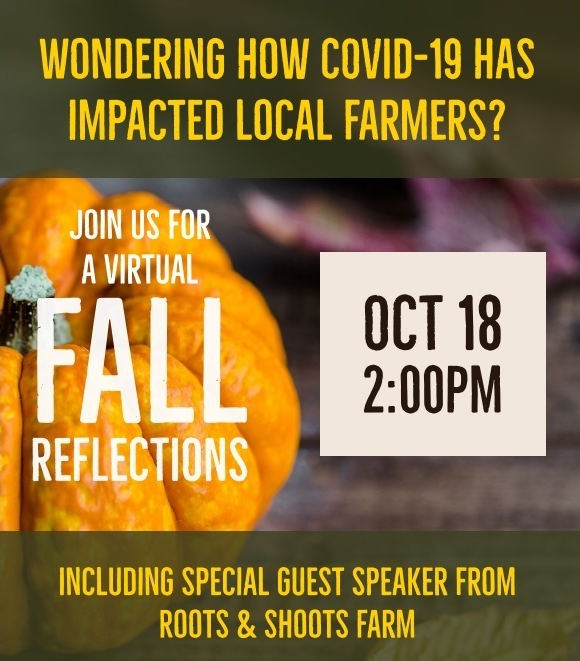 WONDERING HOW COVID-19 HAS
IMPACTED LOCAL FARMERS?
JOIN US FOR
A VIRTUAL
FALL
REFLECTIONS
OCT 18
2:00PM
INCLUDING SPECIAL GUEST SPEAKER FROM
ROOTS & SHOOTS FARM